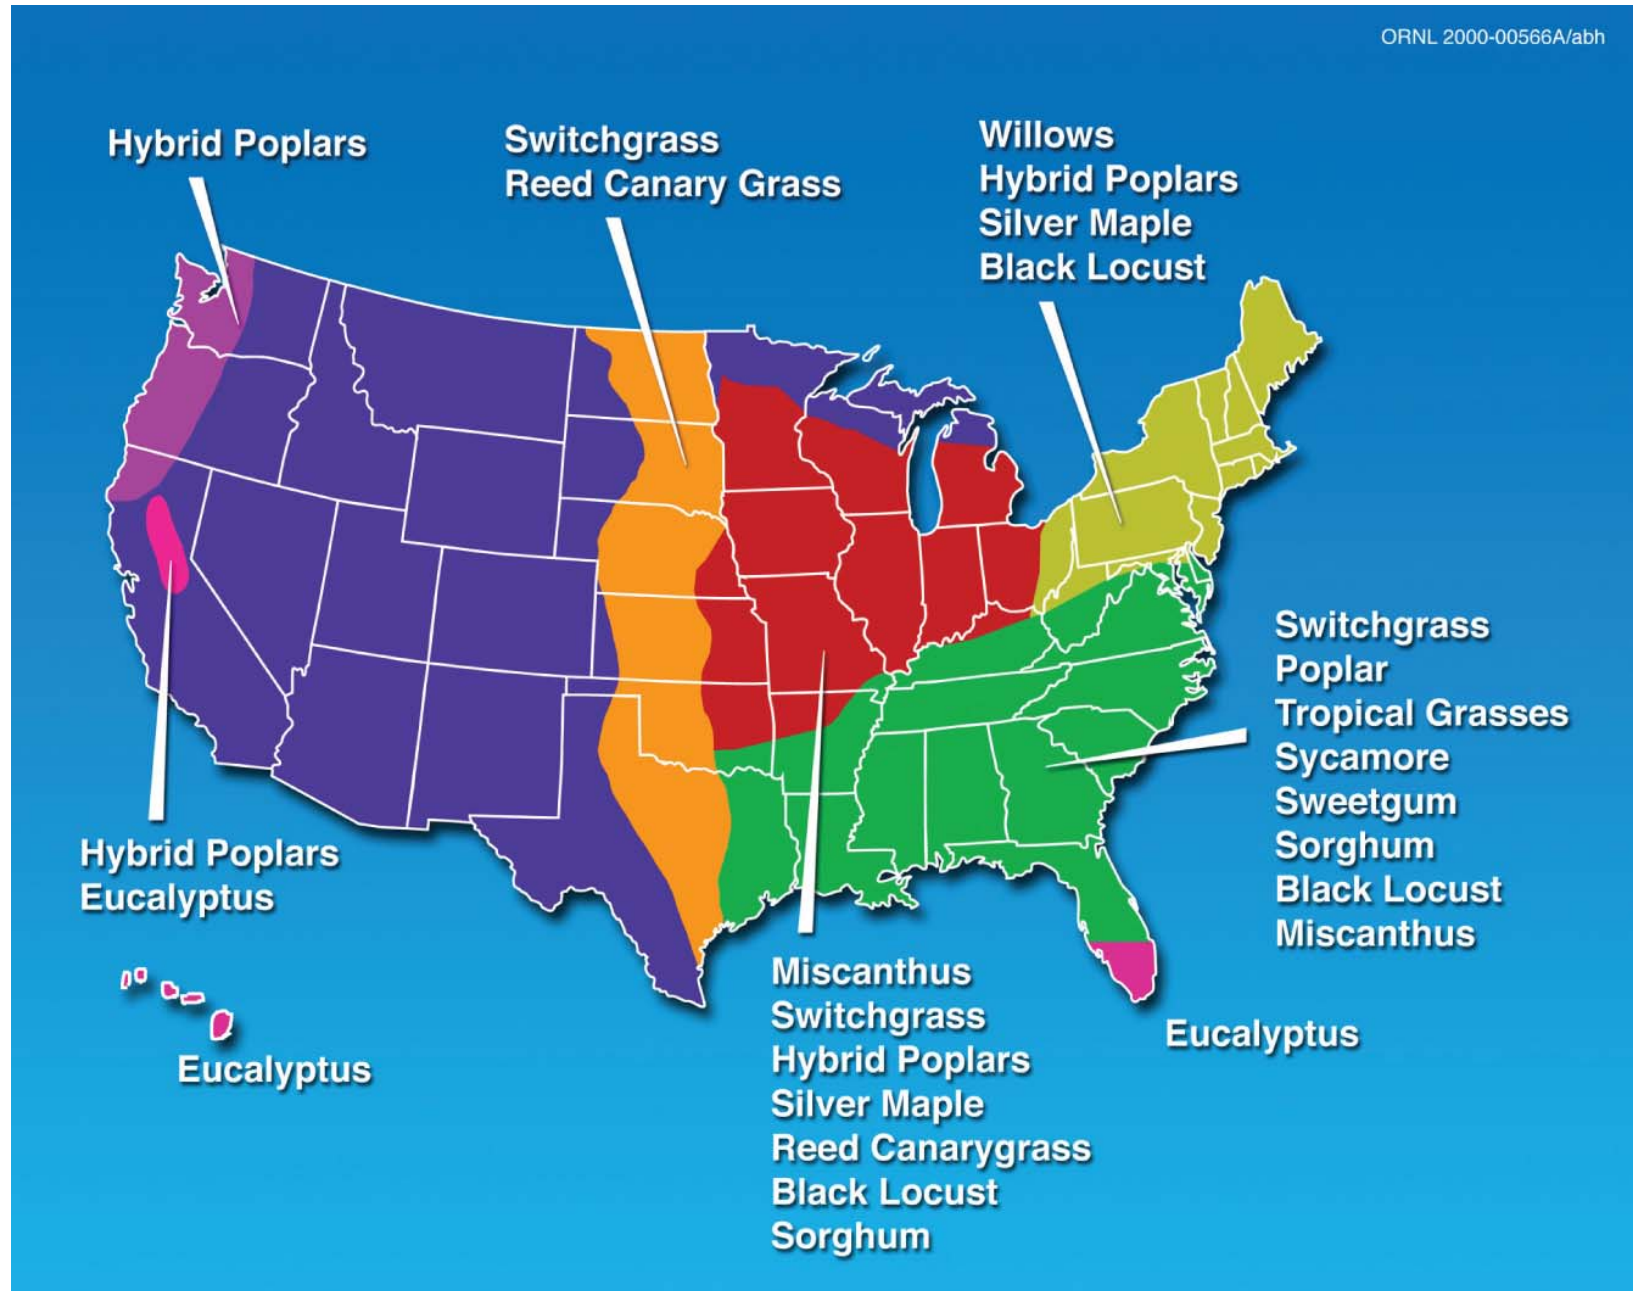 ORNL 2000-00566A/abh
Hybrid Poplars
Switchgrass
Reed Canary Grass
Willows
Hybrid Poplars
Silver Maple
Black Locust
Switchgrass
Poplar
Tropical Grasses
Sycamore
Sweetgum
Sorghum
Black Locust
Miscanthus
Hybrid Poplars
Eucalyptus
Miscanthus
Switchgrass
Hybrid Poplars
Silver Maple
Reed Canarygrass
Black Locust
Sorghum
Eucalyptus
Eucalyptus